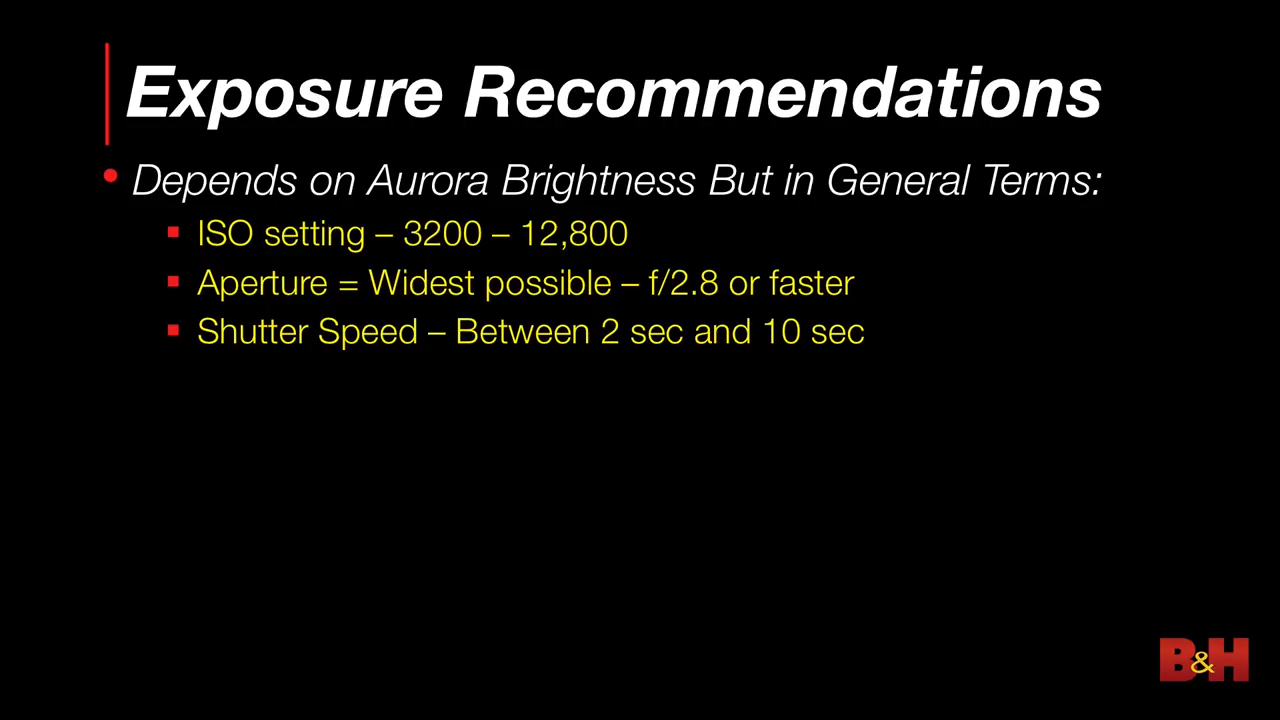 Exposure Recommendations
Depends on Aurora Brightness But in General Terms:
ISO setting – 3200 – 12,800
Aperture = Widest possible – f/2.8 or faster
Shutter Speed – Between 2 sec and 10 sec
B&H